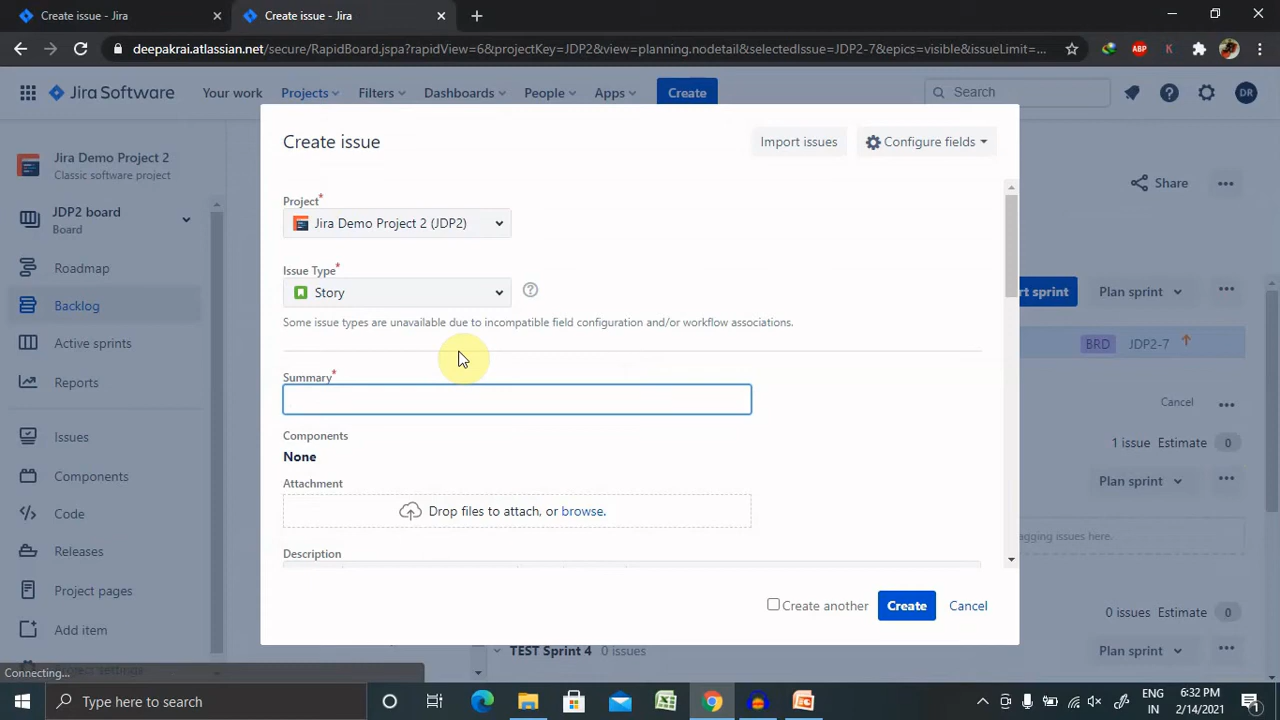 Create issue - Jira
Create issue - Jira
deepakrai.atlassian.net/secure/RapidBoard.jspa?rapidView=6&projectKey=JDP2&view=planning.nodetail&selectedIssue=JDP2-7&epics=visible&issueLimit=...
ABP
K
Jira Software
Your work
Projects
Filters
Dashboards
People
Apps
Create
Search
DR
Jira Demo Project 2
Classic software project
JDP2 board
Board
Roadmap
Backlog
Active sprints
Reports
Issues
Components
Code
Releases
Project pages
Add item
Create issue
Import issues
Configure fields
Project*
Jira Demo Project 2 (JDP2)
Issue Type*
Story
Some issue types are unavailable due to incompatible field configuration and/or workflow associations.
Summary*
Components
None
Attachment
Drop files to attach, or browse.
Description
Create another
Create
Cancel
Share
rt sprint
Plan sprint
BRD
JDP2-7
Cancel
1 issue Estimate 0
Plan sprint
agging issues here.
0 issues Estimate 0
TEST Sprint 4 0 issues
Plan sprint
Connecting...
Type here to search
ENG
IN
6:32 PM
2/14/2021
1